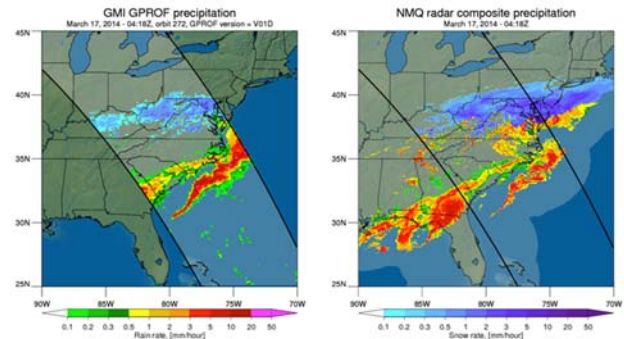 GMI GPROF precipitation
March 17, 2014 - 04:18Z, orbit 272, GPROF version = V01D
45N
40N
35N
30N
25N
90W 85W 80W 75W 70W
0.1 0.2 0.3 0.5 1 2 3 5 10 20 50
Rain rate, [mm/hour]
NMQ radar composite precipitation
March 17, 2014 - 04:18Z
45N
40N
35N
30N
25N
90W 85W 80W 75W 70W
0.1 0.2 0.3 0.5 1 2 3 5 10 20 50
Snow rate, [mm/hour]